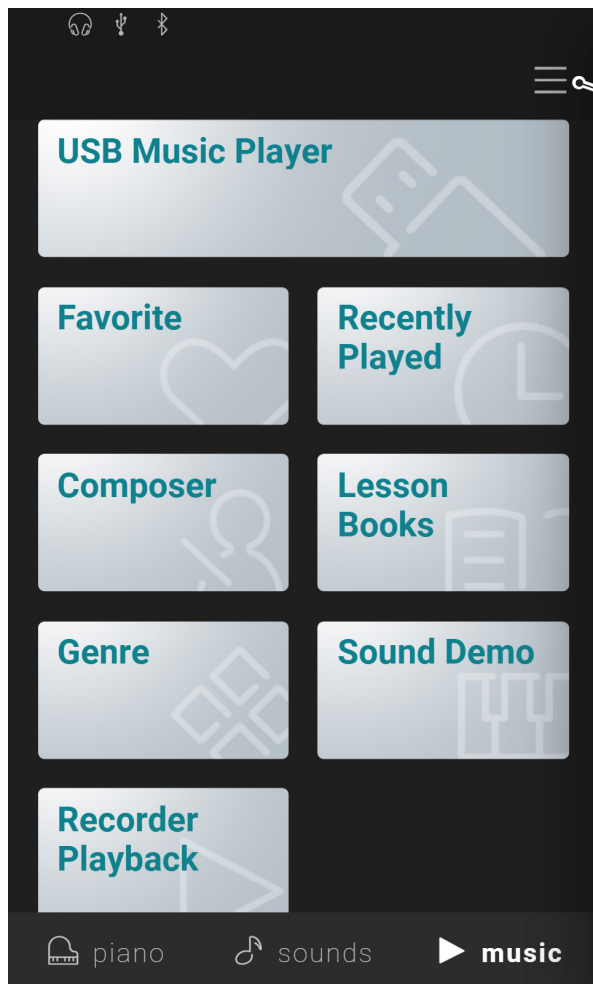 USB Music Player
Favorite
Recently
Played
Composer
Lesson
Books
Genre
Sound Demo
Recorder
Playback
piano
sounds
music